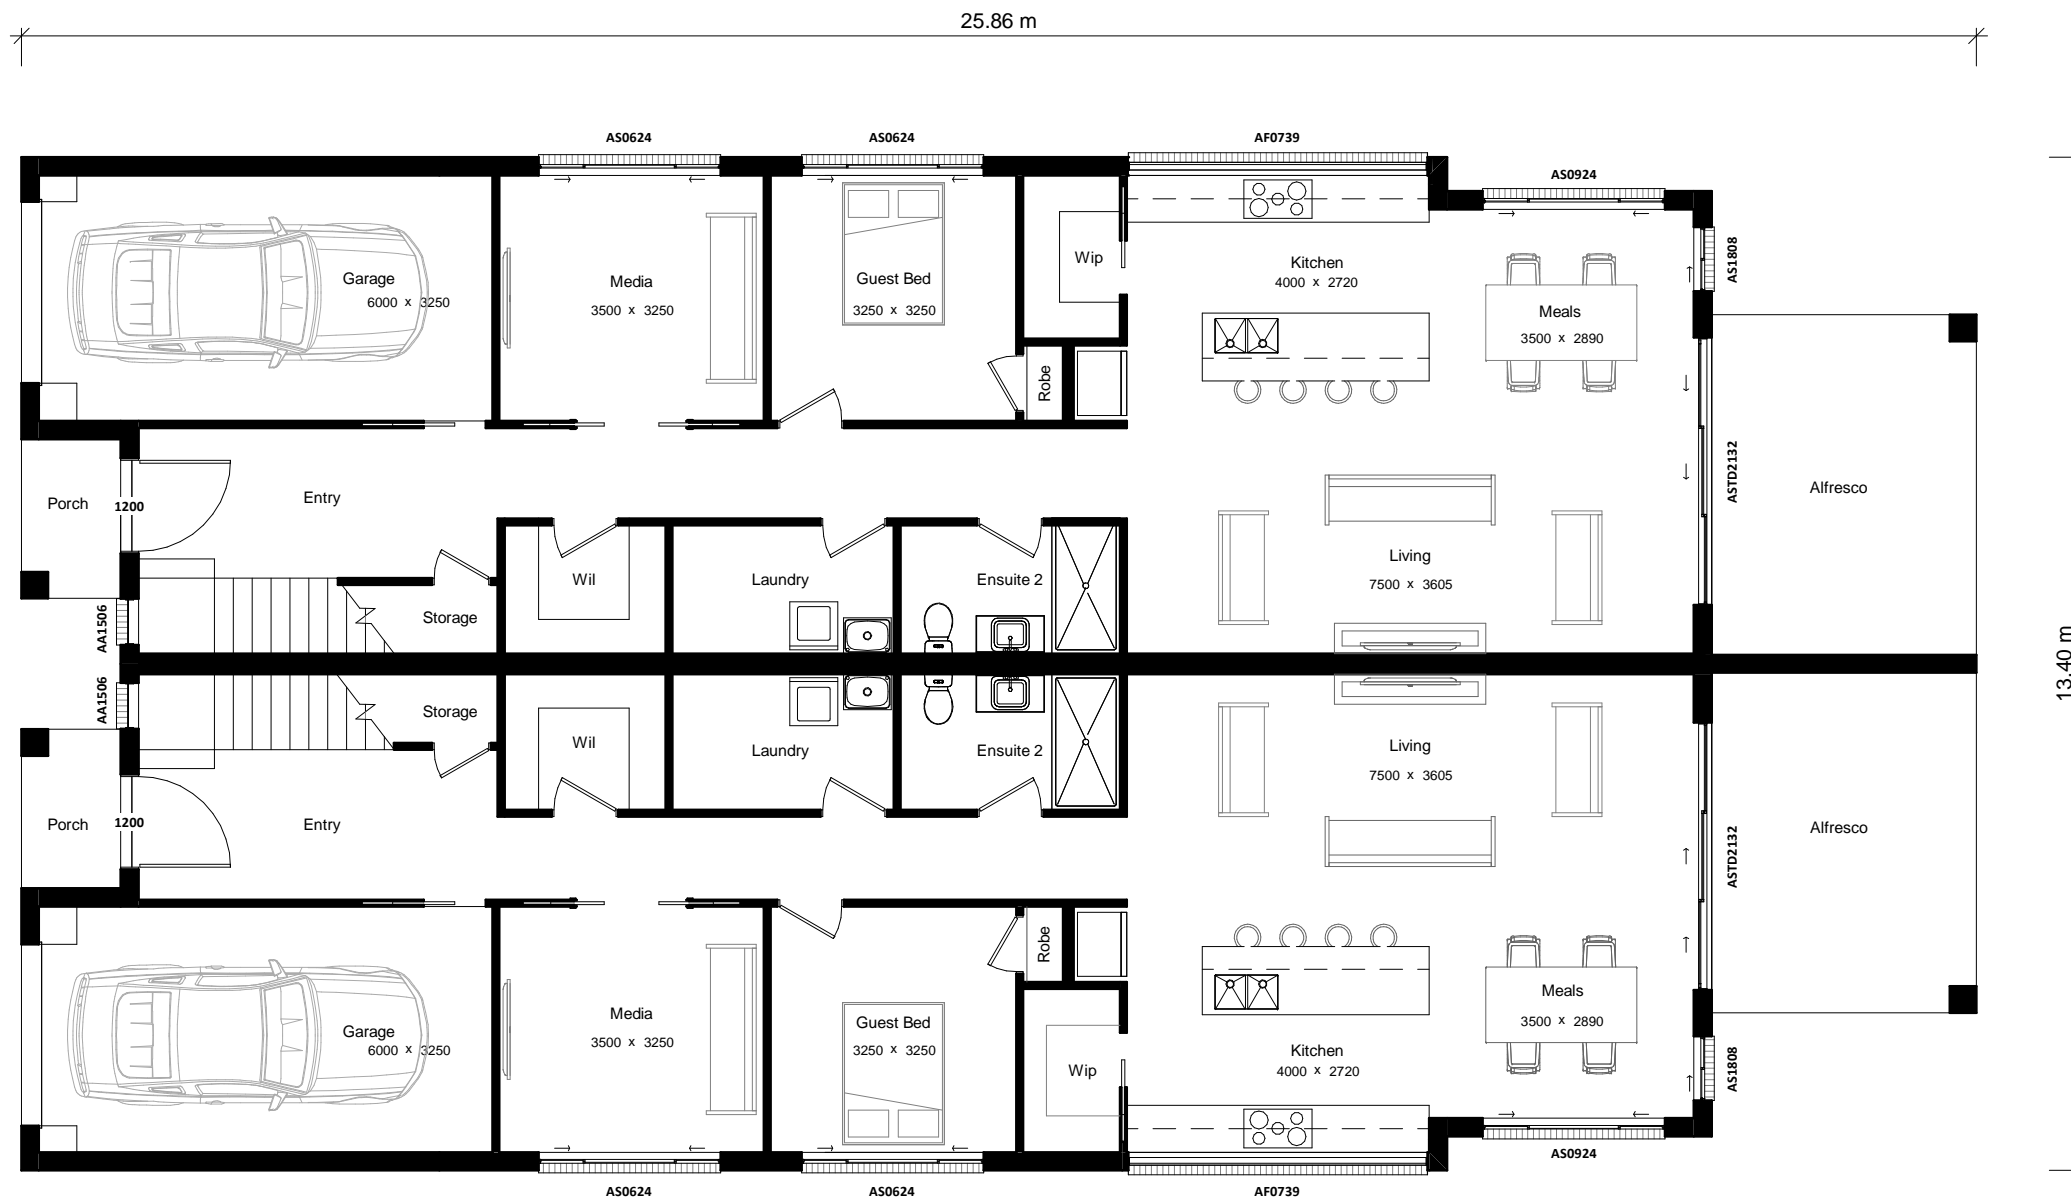 25.86 m
AS0624
AS0624
AF0739
AS0924
AS1808
Garage
6000 x 3250
Media
3500 x 3250
Guest Bed
3250 x 3250
Wip
Kitchen
4000 x 2720
Meals
3500 x 2890
Robe
ASTD2132
Porch
1200
Entry
Alfresco
Living
7500 x 3605
Wil
Laundry
Ensuite 2
Storage
AA1506
13.40 m
AA1506
Storage
Wil
Laundry
Ensuite 2
Living
7500 x 3605
Porch
1200
Entry
Alfresco
ASTD2132
Robe
Garage
6000 x 3250
Media
3500 x 3250
Guest Bed
3250 x 3250
Wip
Kitchen
4000 x 2720
Meals
3500 x 2890
AS1808
AS0924
AS0624
AS0624
AF0739